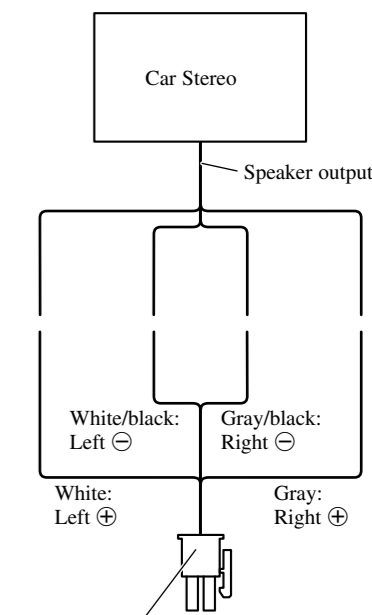 Car Stereo
Speaker output
White/black:
Left ⊖
Gray/black:
Right ⊖
White:
Left ⊕
Gray:
Right ⊕